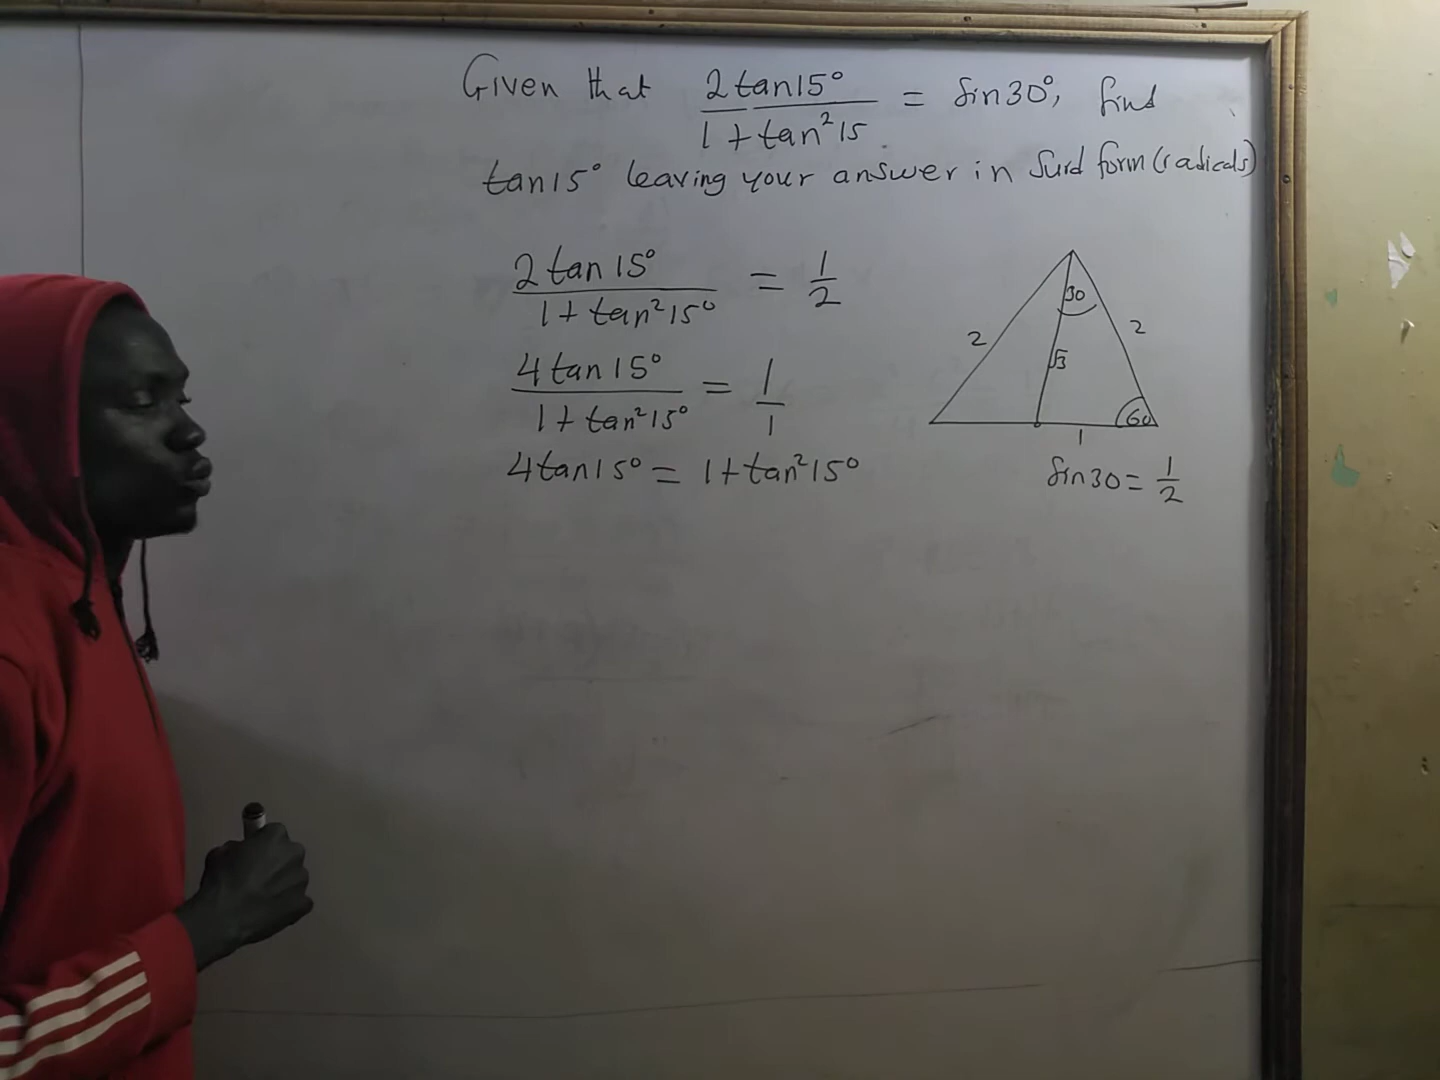 Given that 2tan15° / 1 + tan²15 = Sin30°, find
tan15° leaving your answer in Surd form (radicals)
2tan15° / 1 + tan²15° = 1/2
4tan15° / 1 + tan²15° = 1/1
4tan15° = 1 + tan²15°
30
2
2
√3
60
1
Sin30 = 1/2